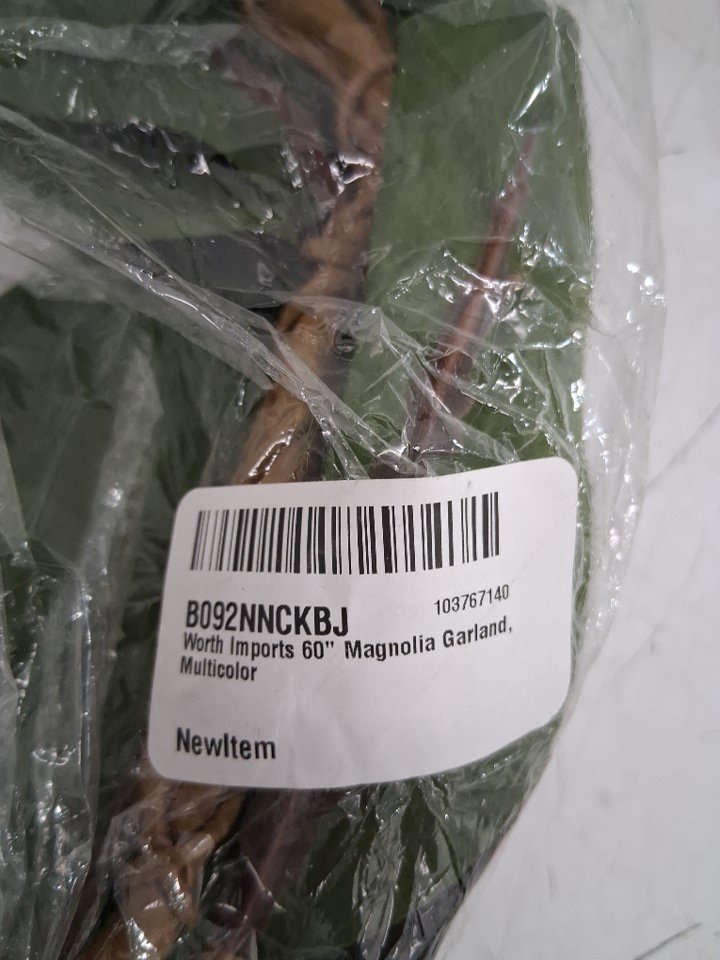 B092NNCKBJ
103767140
Worth Imports 60" Magnolia Garland,
Multicolor
NewItem